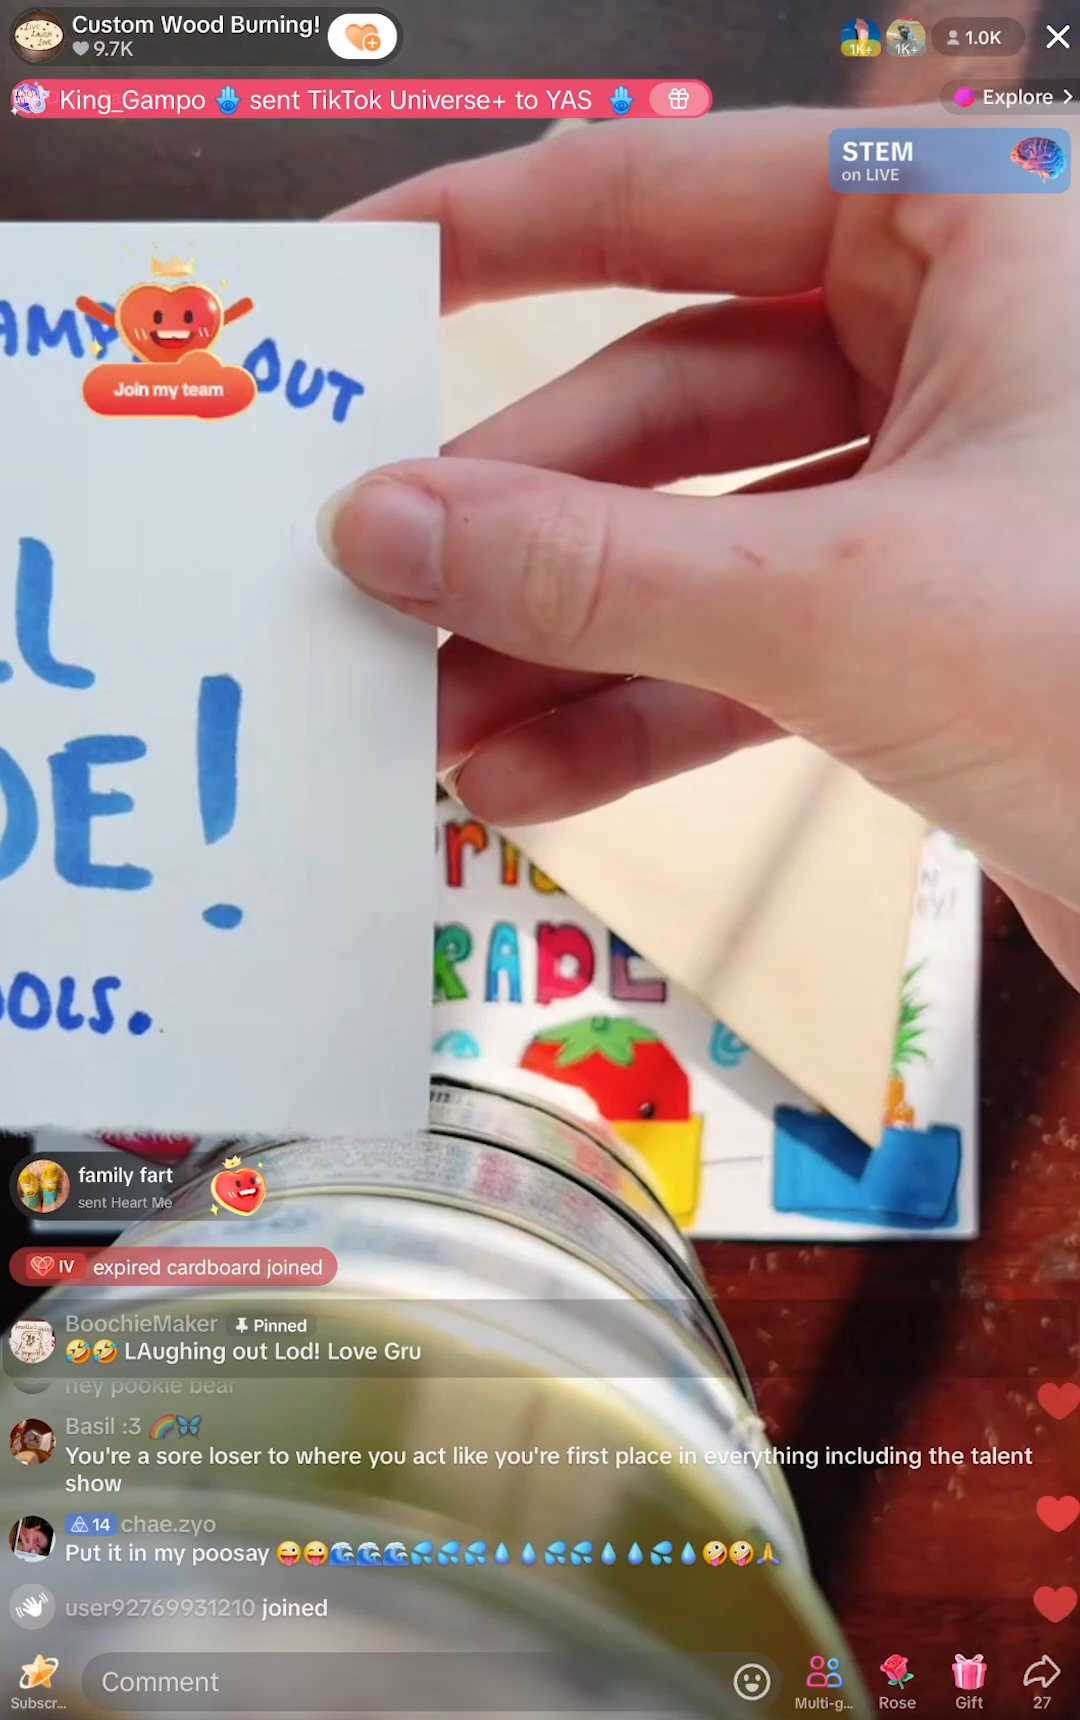 Custom Wood Burning!
9.7K
1K+
1K+
1.0K
King_Gampo sent TikTok Universe+ to YAS
Explore
STEM
on LIVE
OUT
Join my team
DE!
OLS.
RADE
family fart
sent Heart Me
IV expired cardboard joined
BoochieMaker Pinned
🤣🤣 LAughing out Lod! Love Gru
hey pookie bear
Basil :3 🌈🦋
You're a sore loser to where you act like you're first place in everything including the talent
show
14 chae.zyo
Put it in my poosay 😜😜🌊🌊🌊💦💦💦💧💧💦💦💧💧💦💧🤪🤪🙏
user92769931210 joined
Comment
Subscr...
Multi-g...
Rose
Gift
27